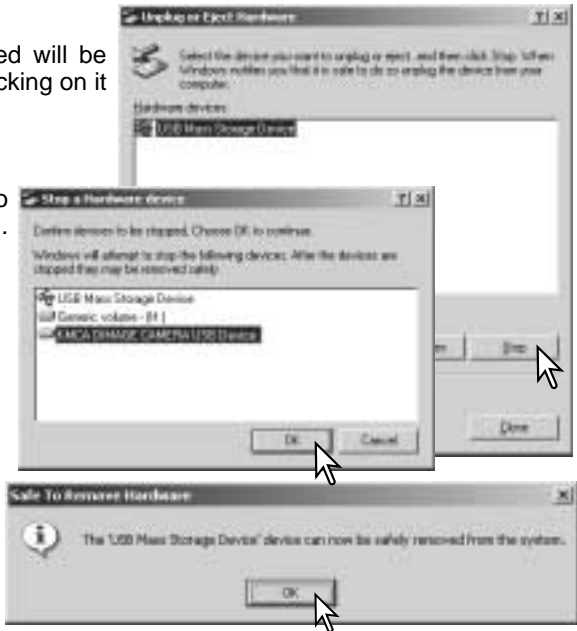 ed will be
cking on it
o
.
Unplug or Eject Hardware
Select the device you want to unplug or eject, and then click Stop. When
Windows notifies you that it is safe to do so unplug the device from your
computer.
Hardware devices:
USB Mass Storage Device
Stop
Close
Stop a Hardware device
Confirm devices to be stopped, Choose OK to continue.
Windows will attempt to stop the following devices. After the devices are
stopped they may be removed safely.
USB Mass Storage Device
Generic volume - (H:)
KMCA DIMAGE CAMERA USB Device
OK
Cancel
Safe To Remove Hardware
The 'USB Mass Storage Device' device can now be safely removed from the system.
OK